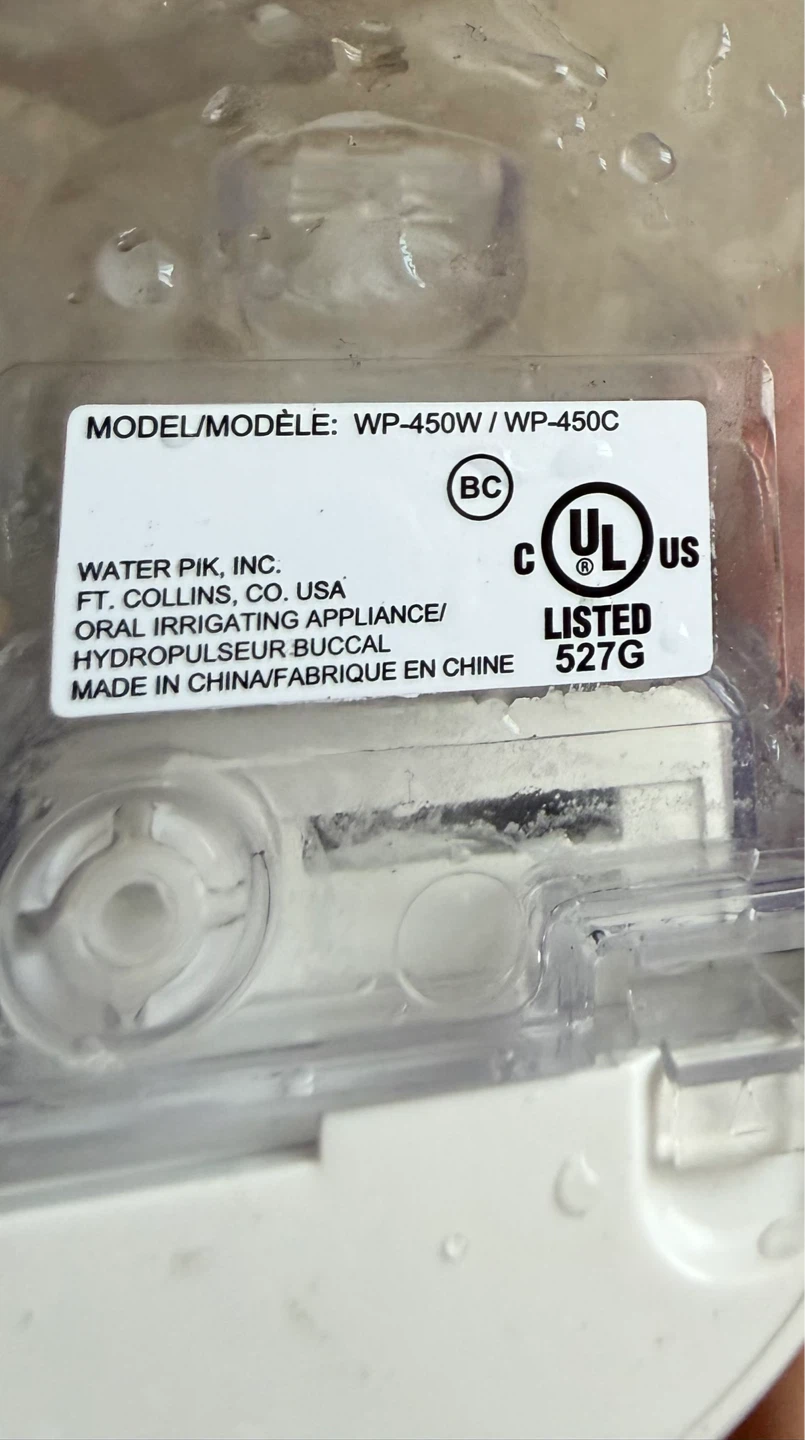 MODEL/MODÈLE: WP-450W / WP-450C
BC
WATER PIK, INC.
FT. COLLINS, CO. USA
ORAL IRRIGATING APPLIANCE/
HYDROPULSEUR BUCCAL
MADE IN CHINA/FABRIQUE EN CHINE
C UL® US
LISTED
527G